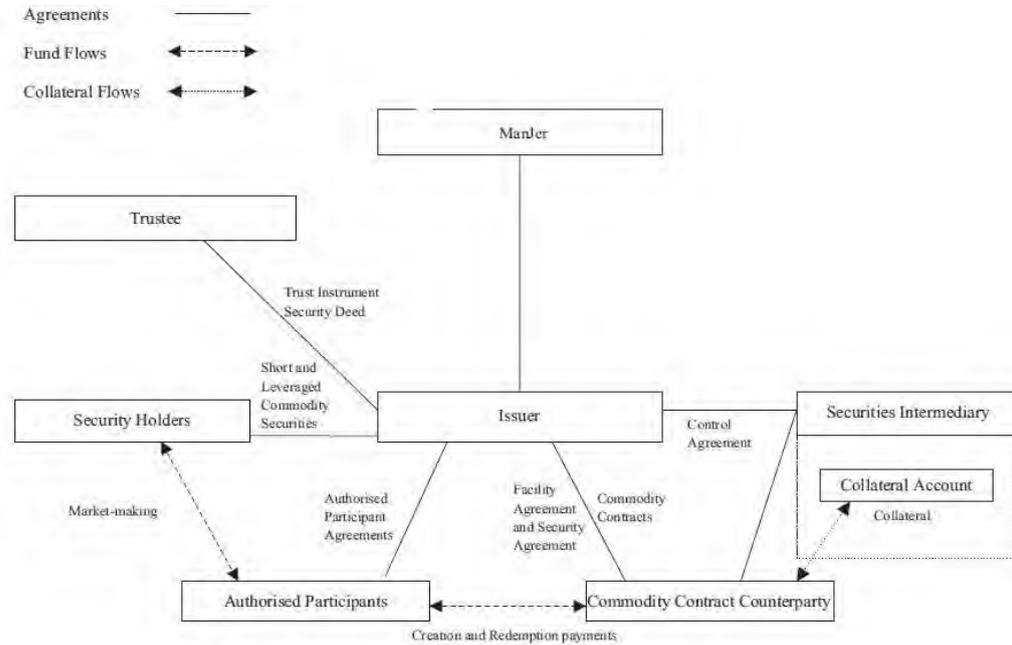 Agreements
Fund Flows
Collateral Flows
ManJer
Trustee
Trust Instrument
Security Deed
Short and
Leveraged
Commodity
Securities
Security Holders
Issuer
Securities Intermediary
Control
Agreement
Collateral Account
Collateral
Market-making
Authorised
Participant
Agreements
Facility
Agreement
and Security
Agreement
Commodity
Contracts
Authorised Participants
Commodity Contract Counterparty
Creation and Redemption payments